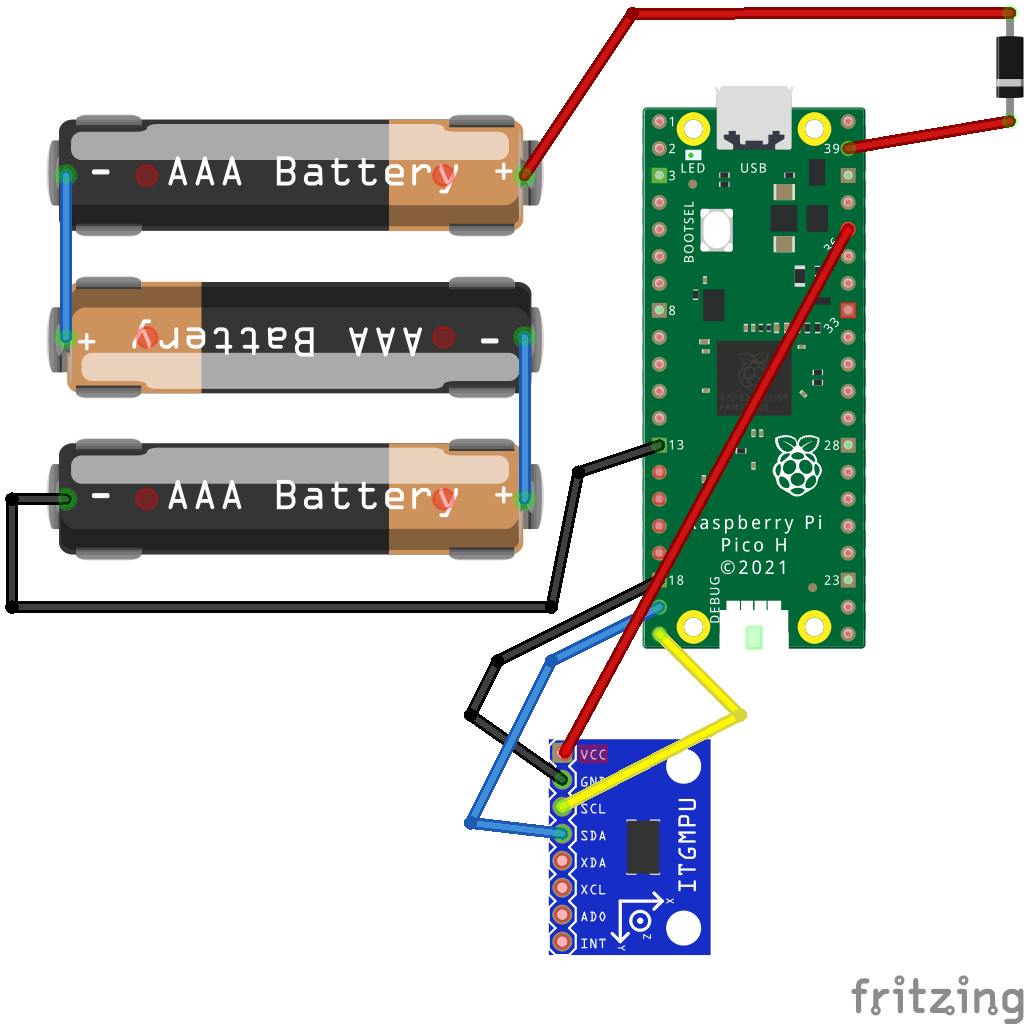 - AAA Battery +
1
2
3
39
LED
USB
BOOTSEL
36
+ AAA Battery -
8
33
13
28
- AAA Battery +
Raspberry Pi
Pico H
©2021
18
23
DEBUG
VCC
GND
SCL
SDA
XDA
XCL
AD0
INT
ITGMPU
X
Z
Y
fritzing